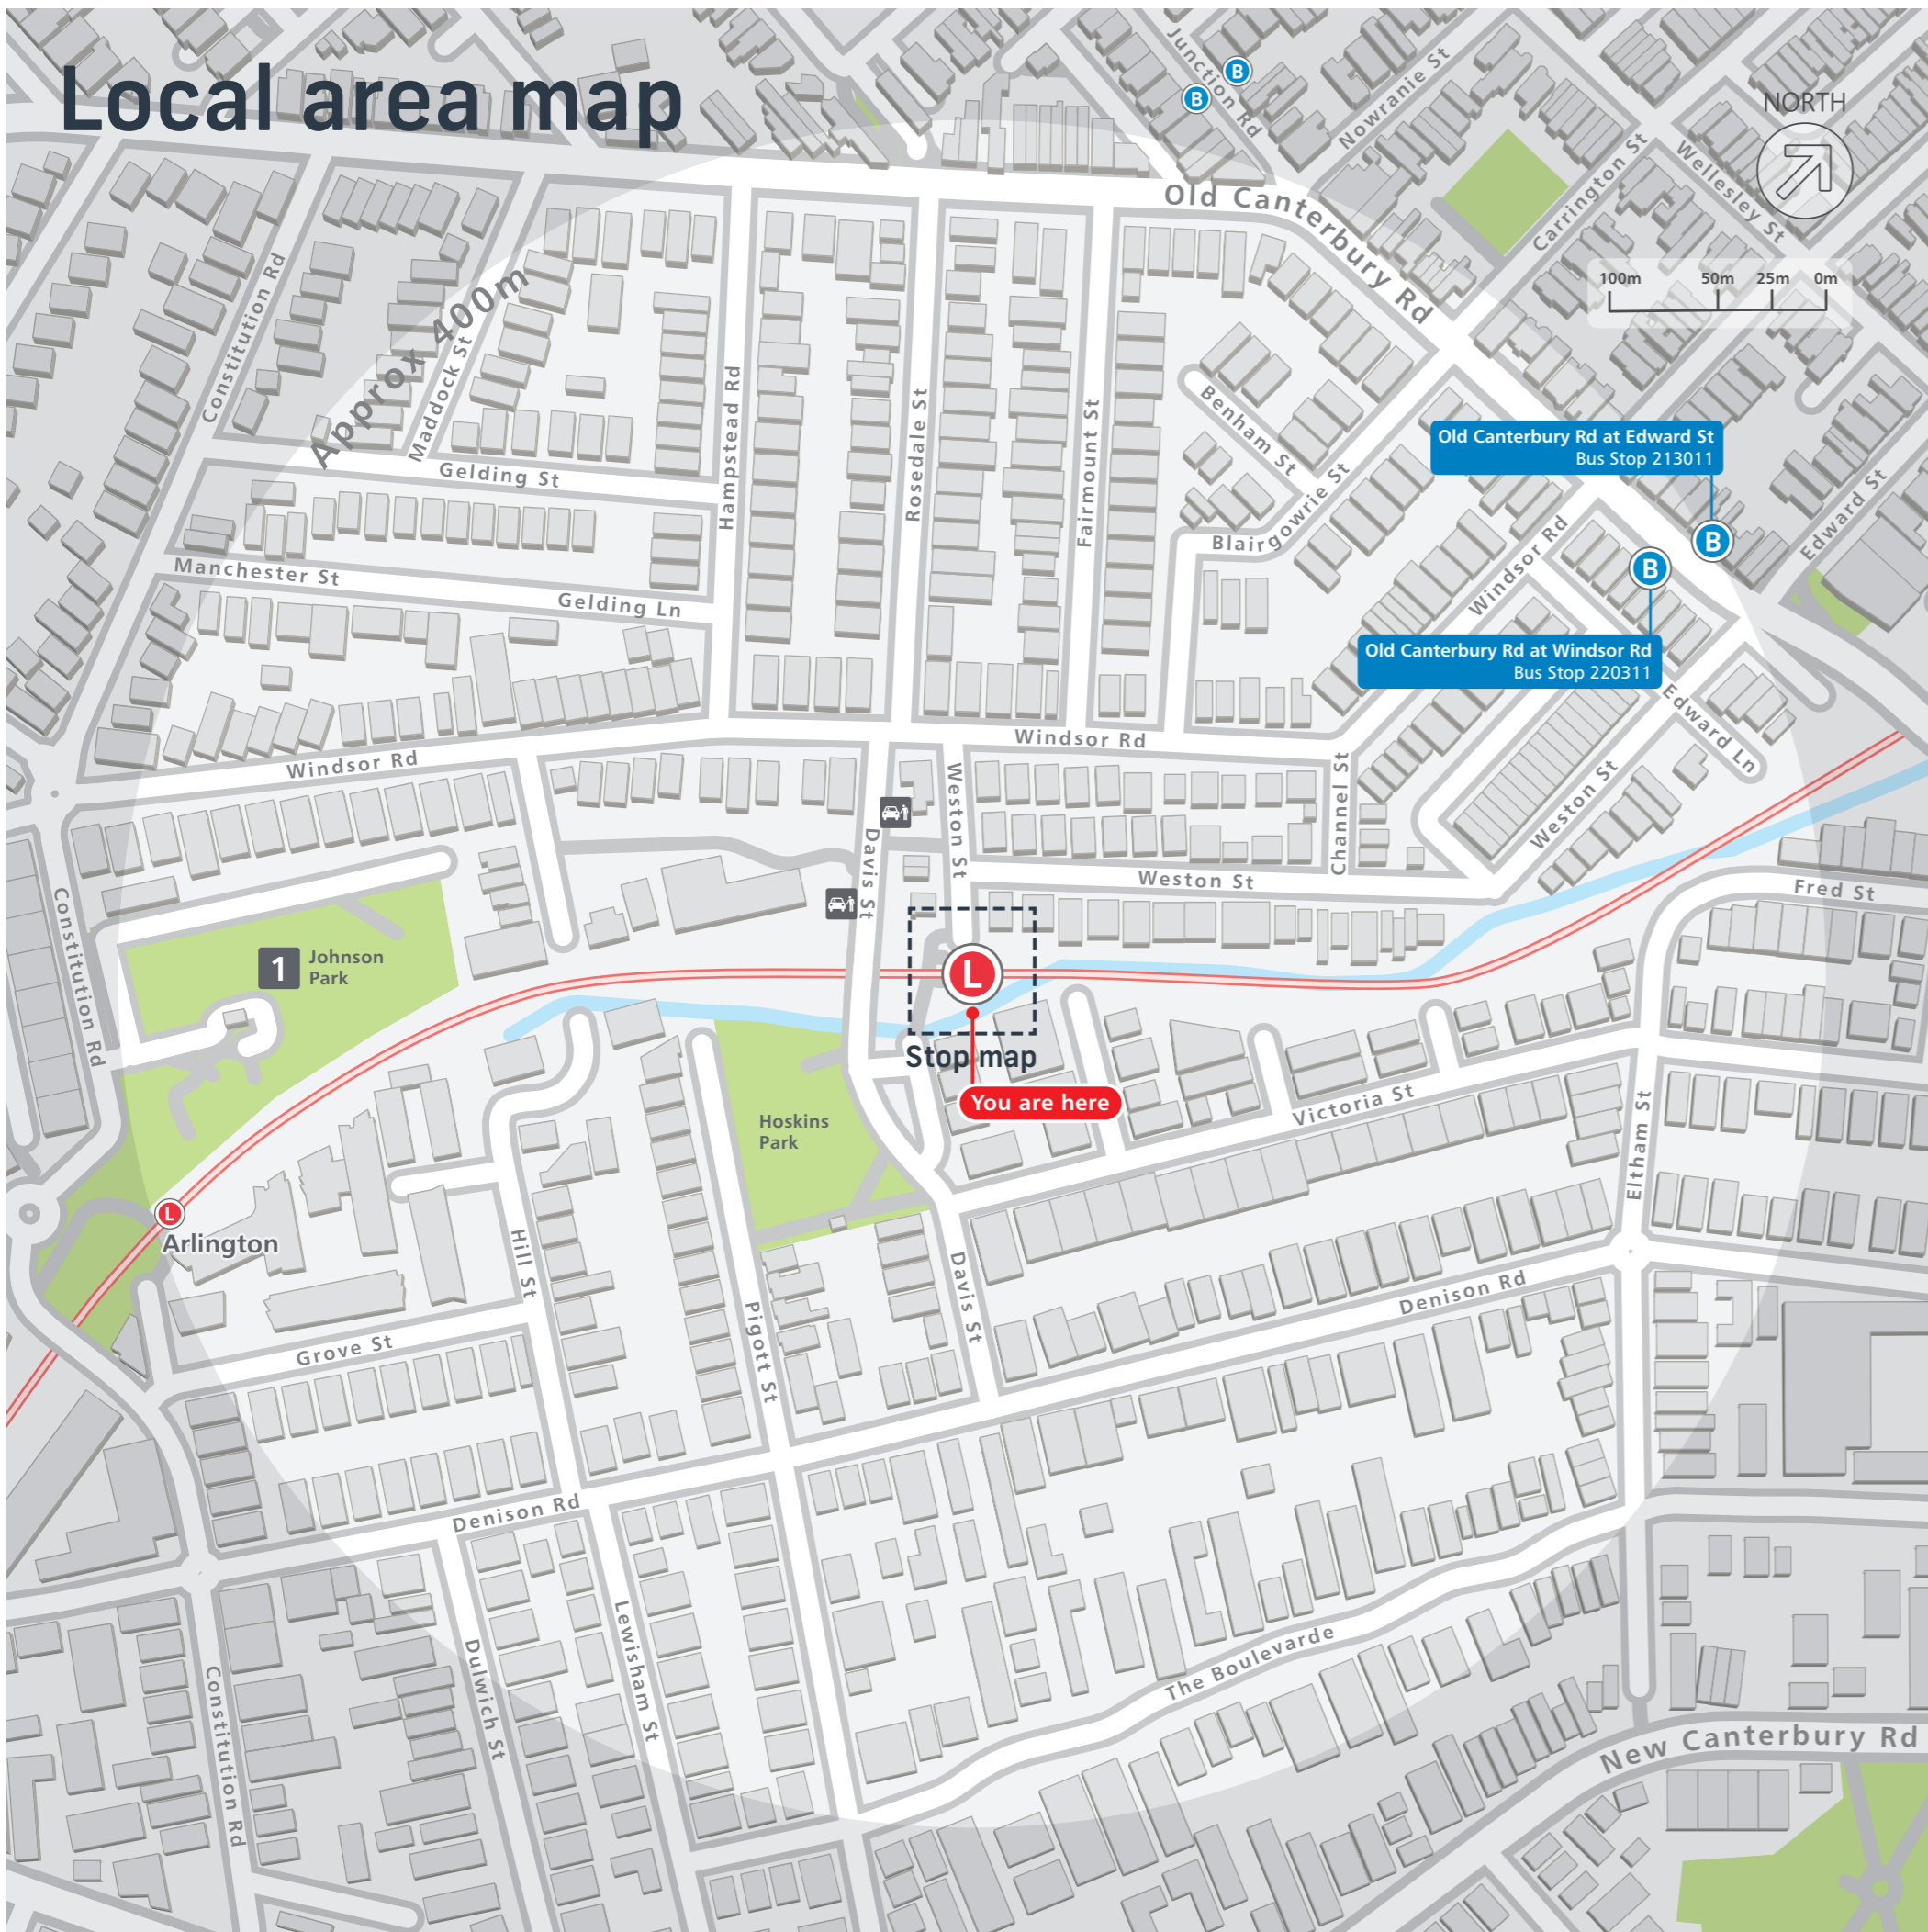 Local area map
Junction Rd
B
B
Nowranie St
NORTH
Carrington St
Wellesley St
Old Canterbury Rd
100m 50m 25m 0m
Constitution Rd
Approx 400m
Maddock St
Hampstead Rd
Rosedale St
Fairmount St
Benham St
Blairgowrie St
Old Canterbury Rd at Edward St
Bus Stop 213011
B
Edward St
Gelding St
Windsor Rd
B
Old Canterbury Rd at Windsor Rd
Bus Stop 220311
Manchester St
Gelding Ln
Edward Ln
Windsor Rd
Windsor Rd
Weston St
Channel St
Weston St
Davis St
Weston St
Fred St
Constitution Rd
1
Johnson
Park
L
Stop map
You are here
Hoskins
Park
Victoria St
Eltham St
L
Arlington
Hill St
Davis St
Denison Rd
Pigott St
Grove St
Denison Rd
Lewisham St
Dulwich St
Constitution Rd
The Boulevarde
New Canterbury Rd